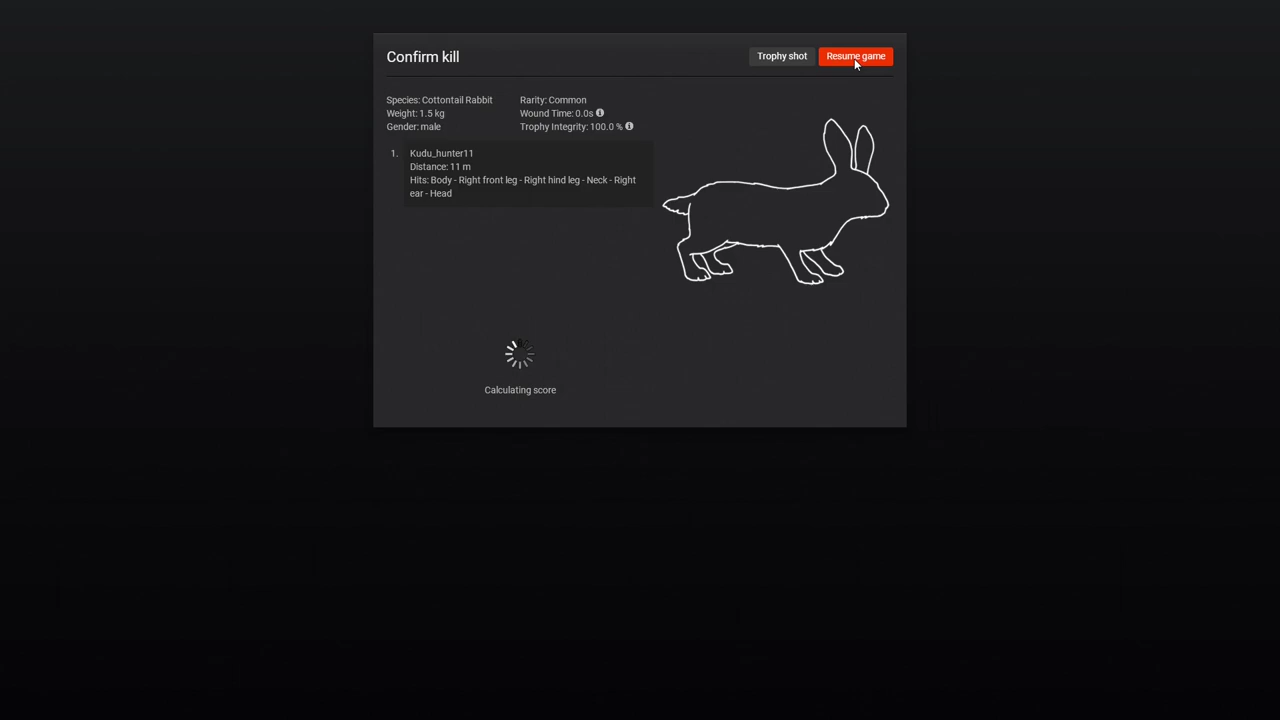 Confirm kill
Trophy shot
Resume game
Species: Cottontail Rabbit
Rarity: Common
Weight: 1.5 kg
Wound Time: 0.0s
Gender: male
Trophy Integrity: 100.0 %
1. Kudu_hunter11
Distance: 11 m
Hits: Body - Right front leg - Right hind leg - Neck - Right
ear - Head
Calculating score